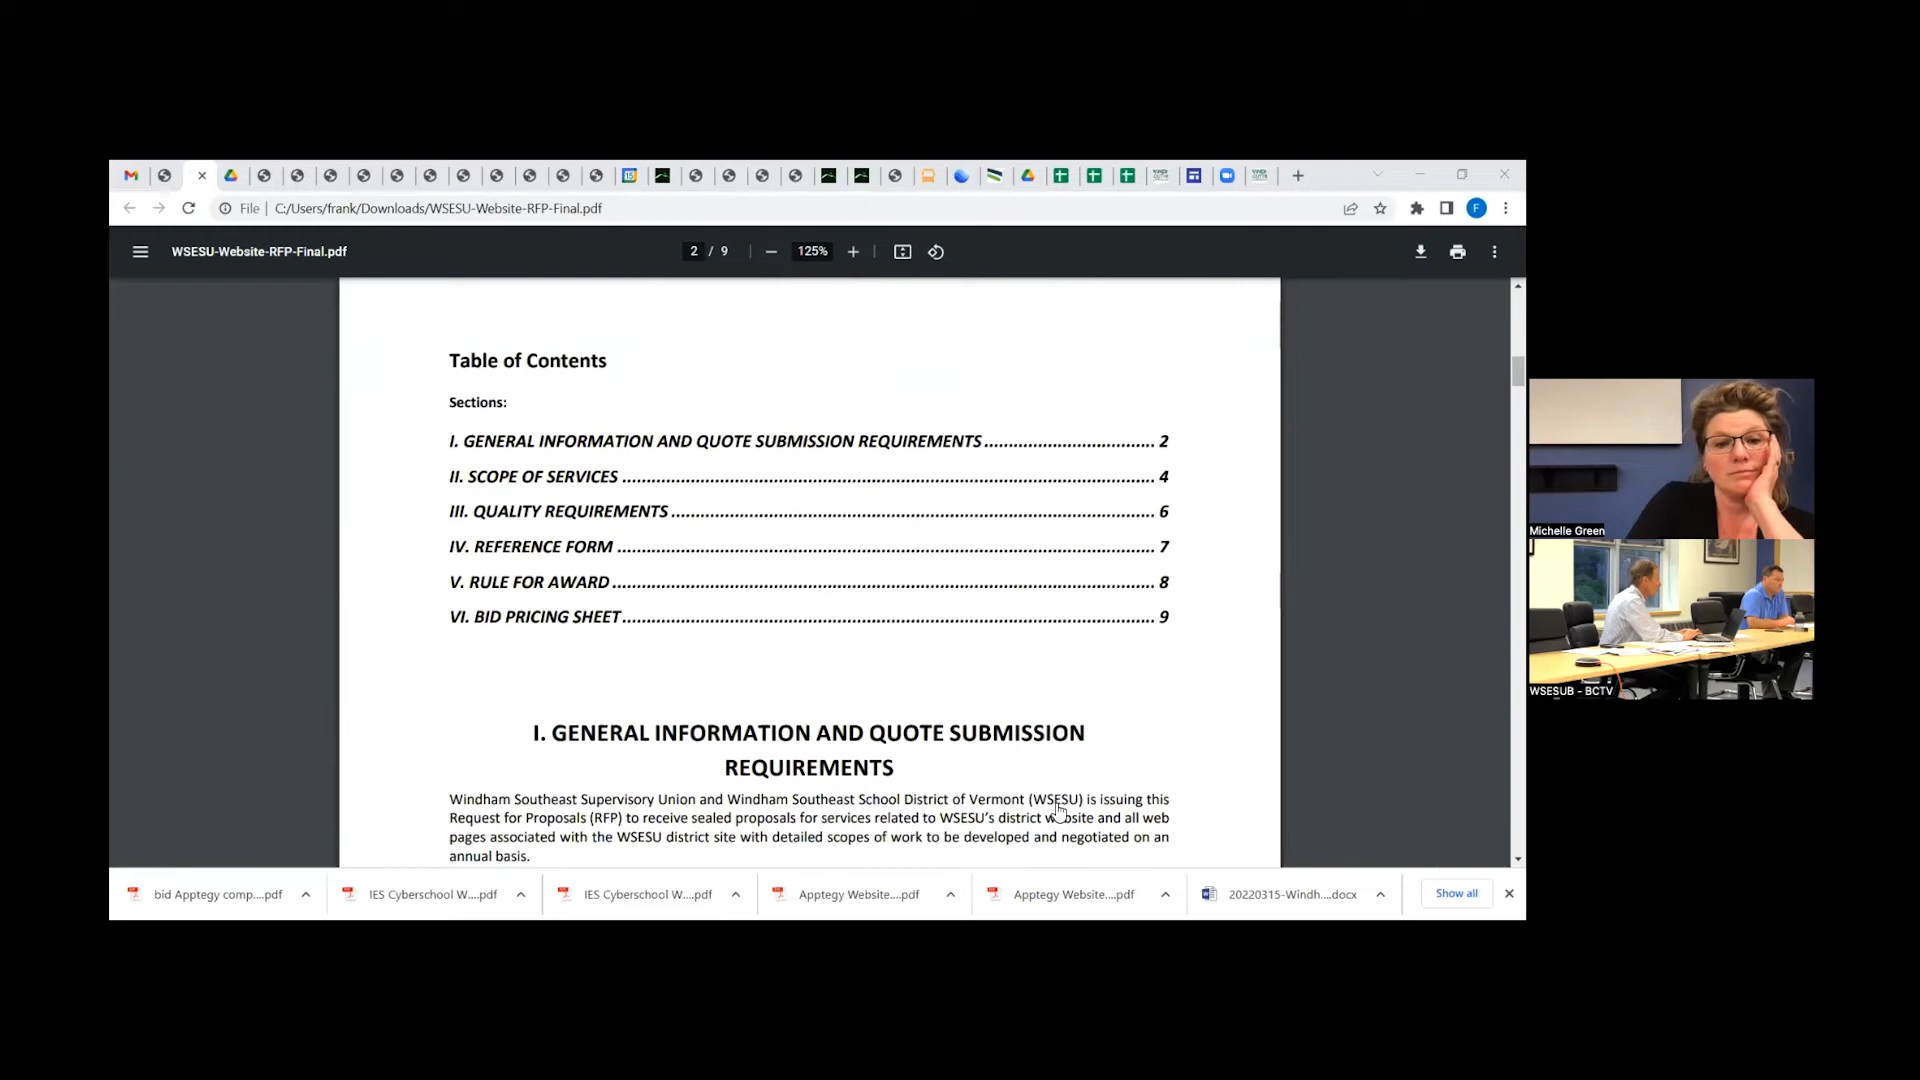 File | C:/Users/frank/Downloads/WSESU-Website-RFP-Final.pdf
F
WSESU-Website-RFP-Final.pdf
2 / 9
125%
Table of Contents
Sections:
I. GENERAL INFORMATION AND QUOTE SUBMISSION REQUIREMENTS .................................. 2
II. SCOPE OF SERVICES .................................. 4
III. QUALITY REQUIREMENTS .................................. 6
IV. REFERENCE FORM .................................. 7
V. RULE FOR AWARD .................................. 8
VI. BID PRICING SHEET .................................. 9
I. GENERAL INFORMATION AND QUOTE SUBMISSION
REQUIREMENTS
Windham Southeast Supervisory Union and Windham Southeast School District of Vermont (WSESU) is issuing this
Request for Proposals (RFP) to receive sealed proposals for services related to WSESU's district website and all web
pages associated with the WSESU district site with detailed scopes of work to be developed and negotiated on an
annual basis.
Michelle Green
WSESUB - BCTV
bid Apptegy comp....pdf
IES Cyberschool W....pdf
IES Cyberschool W....pdf
Apptegy Website....pdf
Apptegy Website....pdf
20220315-Windh....docx
Show all